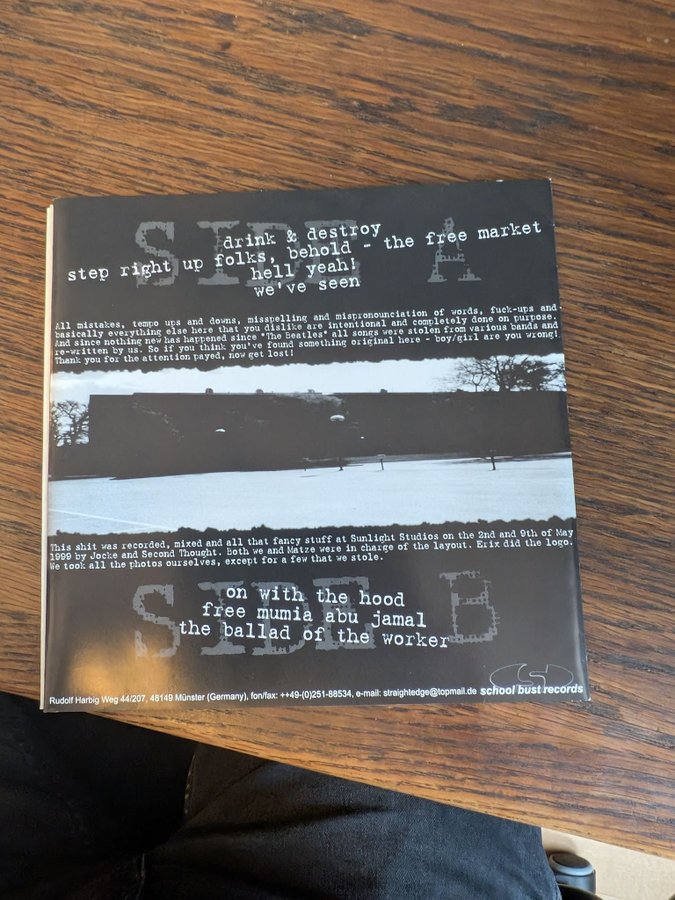 SIDE A
drink & destroy
step right up folks, behold - the free market
hell yeah!
we've seen
All mistakes, tempo ups and downs, misspelling and mispronounciation of words, fuck-ups and
basically everything else here that you dislike are intentional and completely done on purpose.
And since nothing new has happened since "The Beatles" all songs were stolen from various bands and
re-written by us. So if you think you've found something original here - boy/girl are you wrong!
Thank you for the attention payed, now get lost!
This shit was recorded, mixed and all that fancy stuff at Sunlight Studios on the 2nd and 9th of May
1999 by Jocke and Second Thought. Both we and Matze were in charge of the layout. Erix did the logo.
We took all the photos ourselves, except for a few that we stole.
SIDE B
on with the hood
free mumia abu jamal
the ballad of the worker
Rudolf Harbig Weg 44/207, 48149 Münster (Germany), fon/fax: ++49-(0)251-88534, e-mail: straightedge@topmail.de school bust records